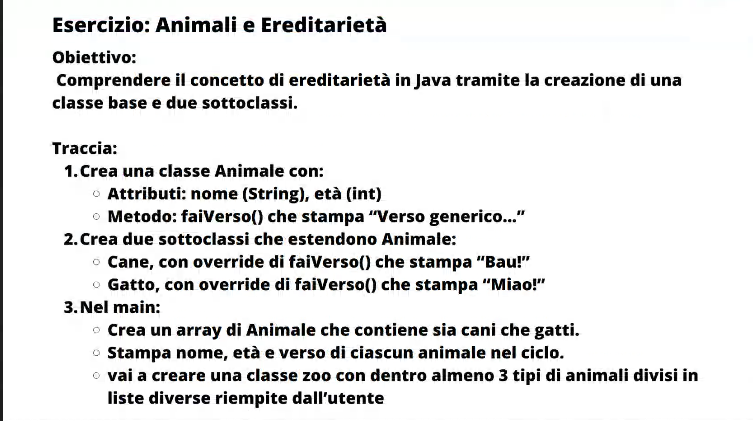 Esercizio: Animali e Ereditarietà
Obiettivo:
Comprendere il concetto di ereditarietà in Java tramite la creazione di una
classe base e due sottoclassi.
Traccia:
1. Crea una classe Animale con:
○ Attributi: nome (String), età (int)
○ Metodo: faiVerso() che stampa “Verso generico...”
2. Crea due sottoclassi che estendono Animale:
○ Cane, con override di faiVerso() che stampa “Bau!”
○ Gatto, con override di faiVerso() che stampa “Miao!”
3. Nel main:
○ Crea un array di Animale che contiene sia cani che gatti.
○ Stampa nome, età e verso di ciascun animale nel ciclo.
○ vai a creare una classe zoo con dentro almeno 3 tipi di animali divisi in
liste diverse riempite dall’utente